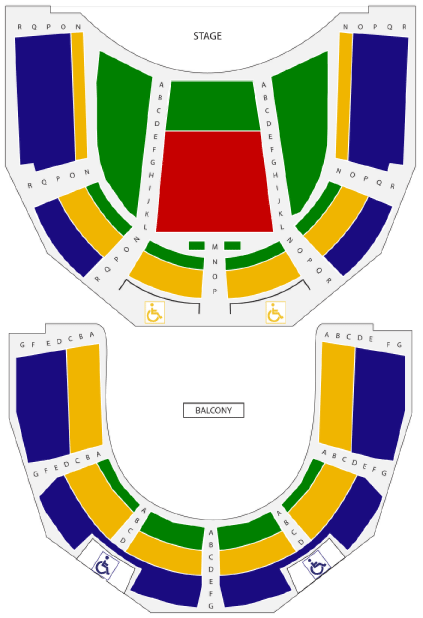 R Q P O N
N O P Q R
STAGE
A A
B B
C C
D D
E E
F F
G G
H H
I I
J J
K K
L L
R Q P O N
N O P Q R
R Q P O N
N O P Q R
M
N
O
P
G F E D C B A
A B C D E F G
BALCONY
G F E D C B A
A B C D E F G
A B C D
A B C D
A
B
C
D
E
F
G